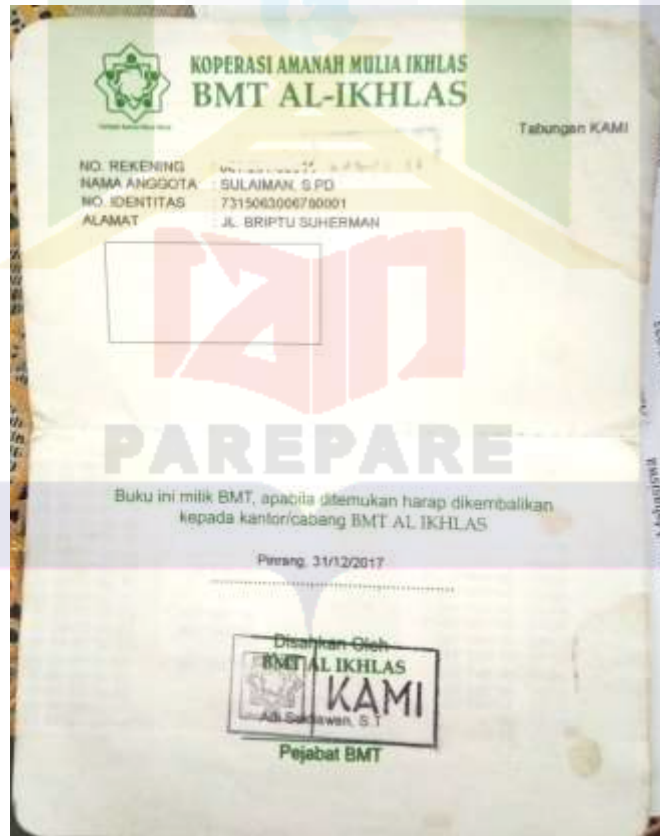 KOPERASI AMANAH MULIA IKHLAS
BMT AL-IKHLAS
Tabungan KAMI
NO. REKENING :
NAMA ANGGOTA : SULAIMAN, S.PD
NO. IDENTITAS : 7315063006780001
ALAMAT : JL. BRIPTU SUHERMAN
PAREPARE
Buku ini milik BMT, apabila ditemukan harap dikembalikan
kepada kantor/cabang BMT AL IKHLAS
Pinrang, 31/12/2017
Disahkan Oleh
BMT AL IKHLAS
KAMI
Pejabat BMT